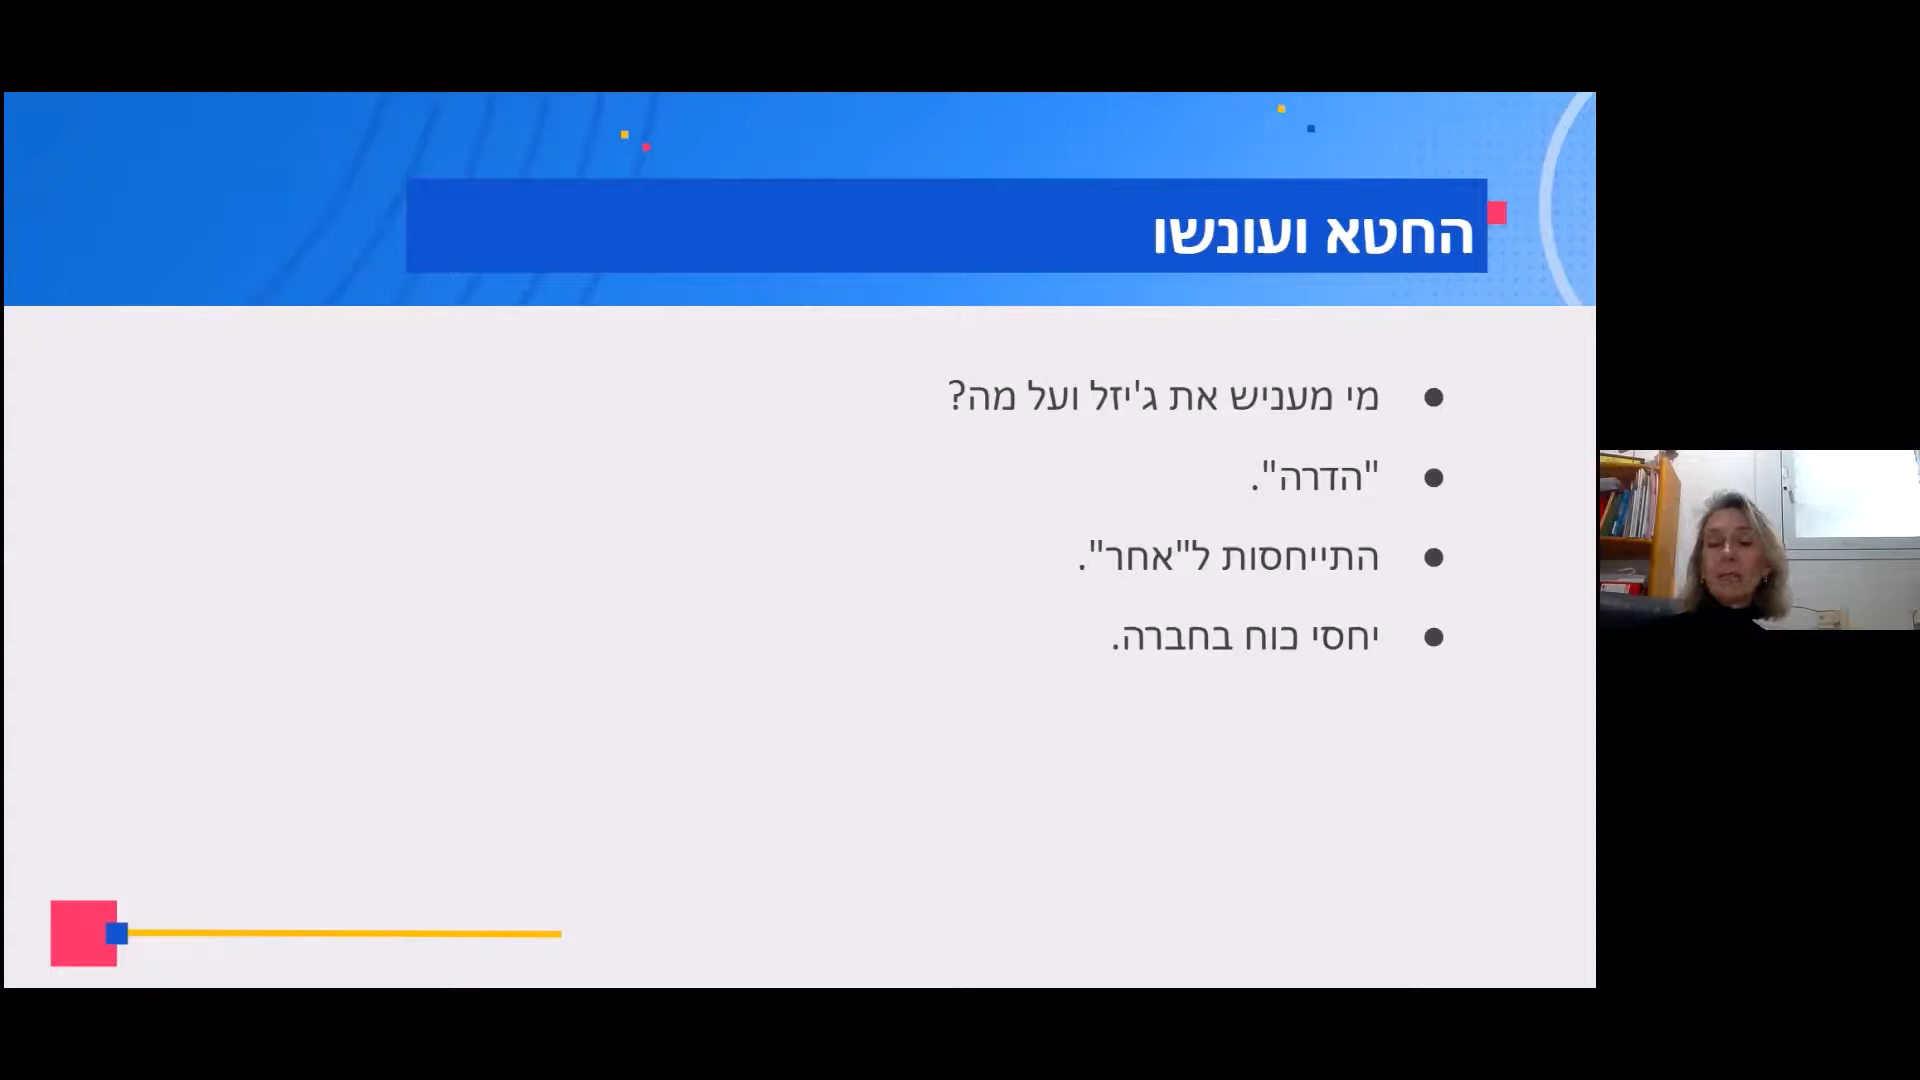 החטא ועונשו
מי מעניש את ג'יזל ועל מה?
"הדרה".
התייחסות ל"אחר".
יחסי כוח בחברה.